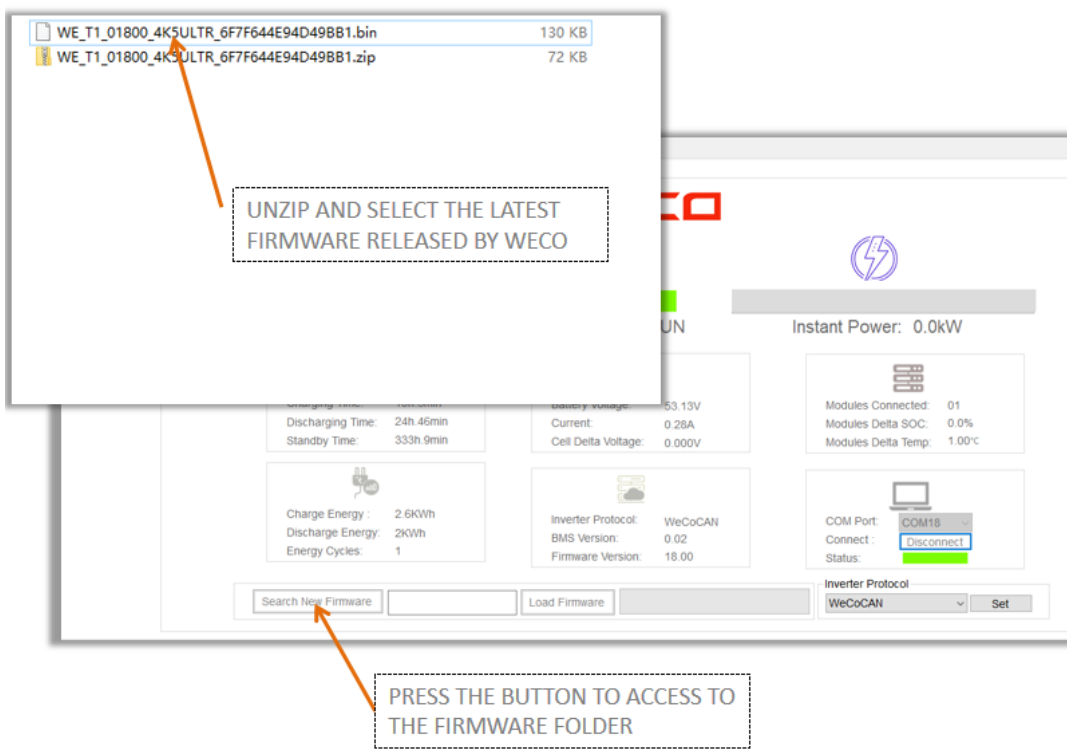 WE_T1_01800_4K5ULTR_6F7F644E94D49BB1.bin 130 KB
WE_T1_01800_4K5ULTR_6F7F644E94D49BB1.zip 72 KB
UNZIP AND SELECT THE LATEST
FIRMWARE RELEASED BY WECO
Instant Power: 0.0kW
Charging Time:
Discharging Time: 24h.46min
Standby Time: 333h.9min
Battery Voltage: 53.13V
Current: 0.28A
Cell Delta Voltage: 0.000V
Modules Connected: 01
Modules Delta SOC: 0.0%
Modules Delta Temp: 1.00°C
Charge Energy : 2.6KWh
Discharge Energy: 2KWh
Energy Cycles: 1
Inverter Protocol: WeCoCAN
BMS Version: 0.02
Firmware Version: 18.00
COM Port: COM18
Connect : Disconnect
Status:
Search New Firmware
Load Firmware
Inverter Protocol
WeCoCAN Set
PRESS THE BUTTON TO ACCESS TO
THE FIRMWARE FOLDER